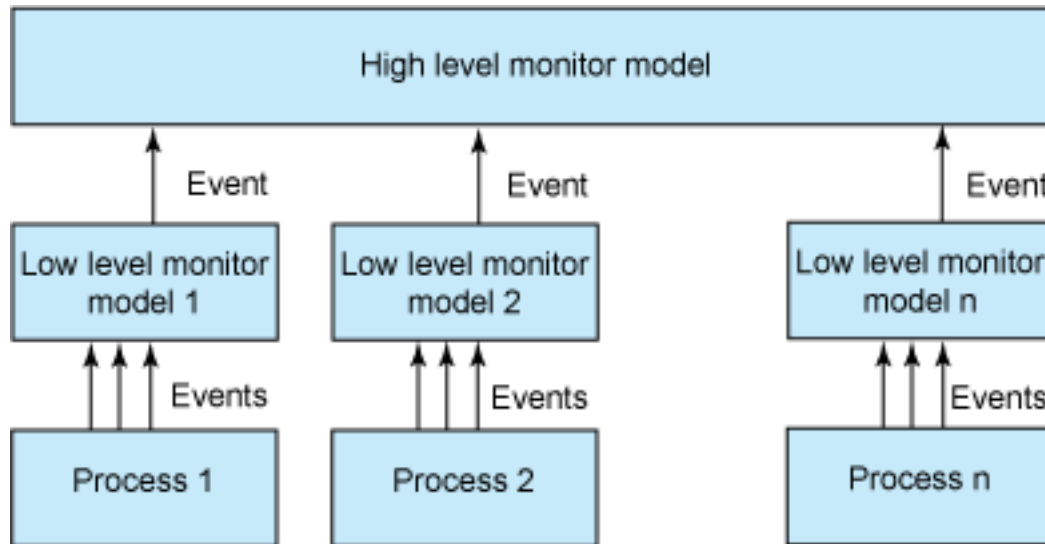 High level monitor model
Event
Event
Event
Low level monitor
model 1
Low level monitor
model 2
Low level monitor
model n
Events
Events
Events
Process 1
Process 2
Process n